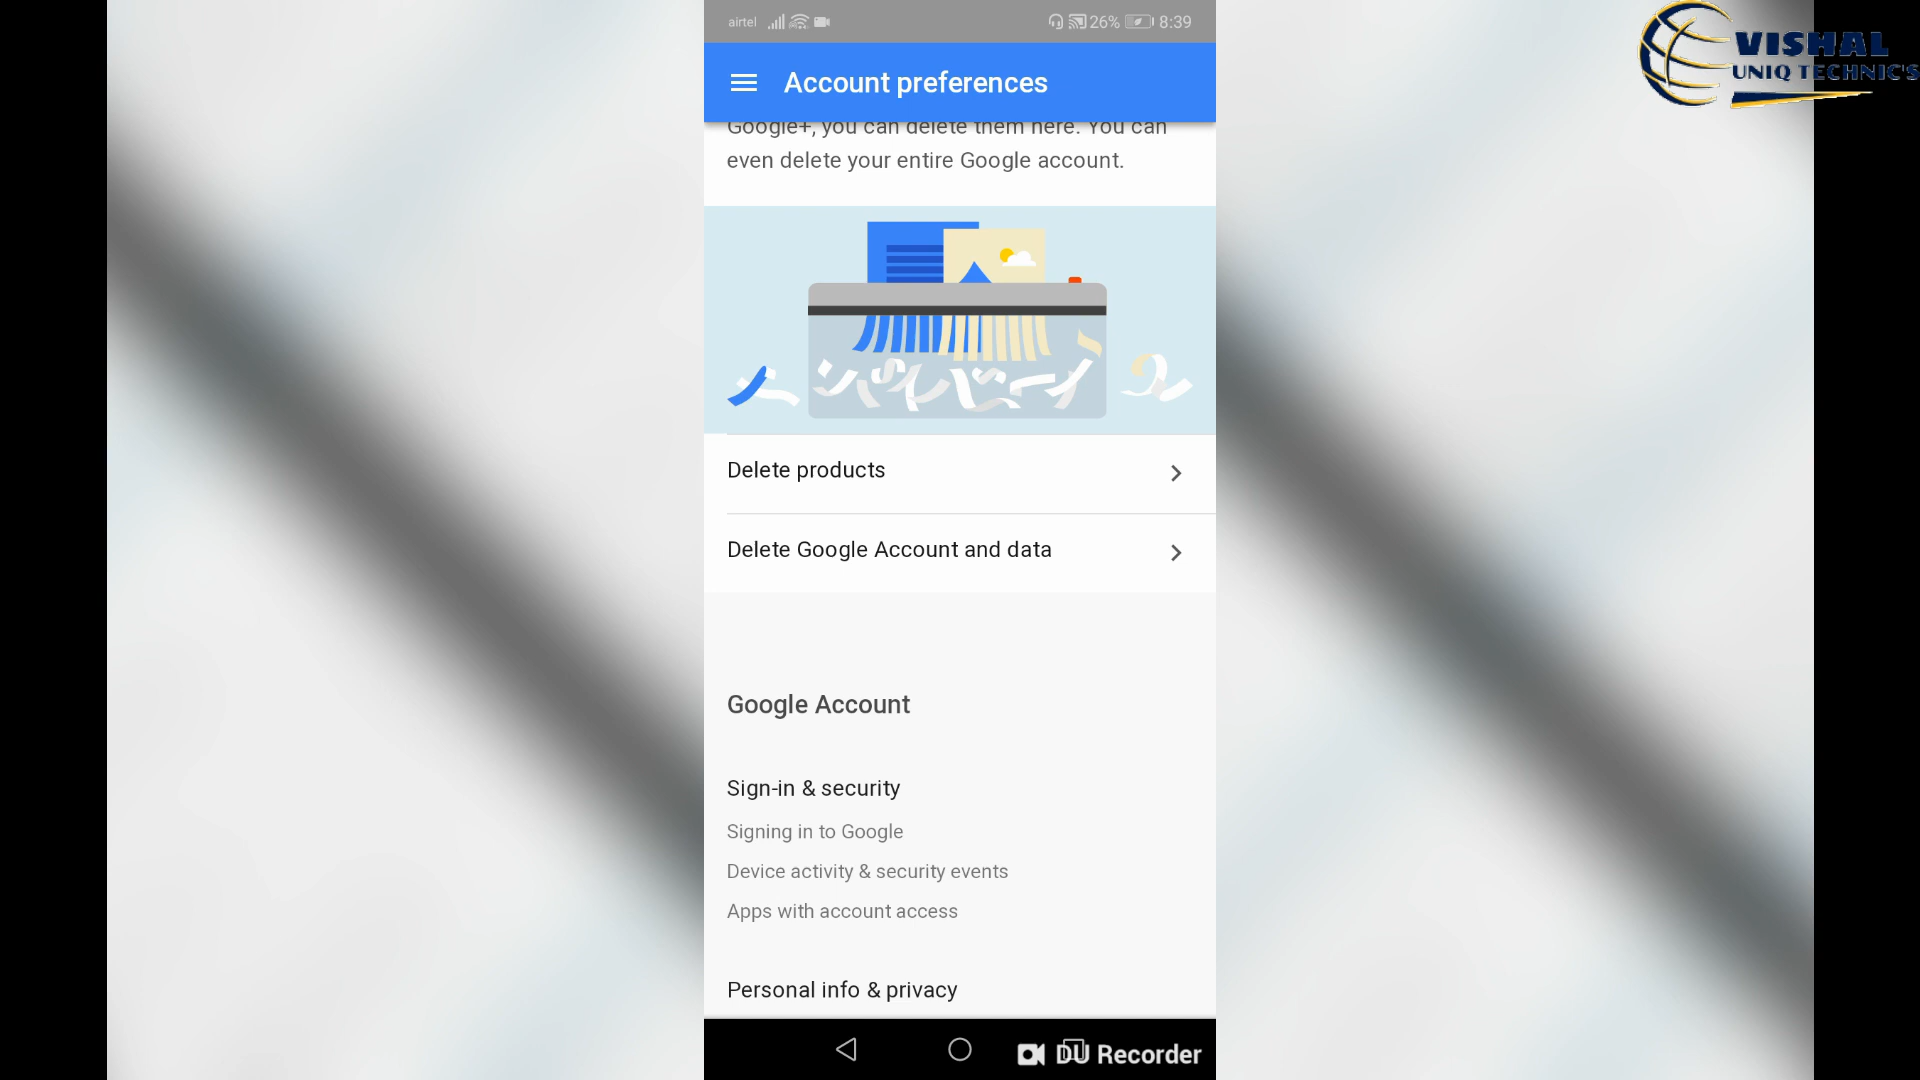 airtel
26% 8:39
VISHAL
UNIQ TECHNIC'S
Account preferences
Google+, you can delete them here. You can
even delete your entire Google account.
Delete products
Delete Google Account and data
Google Account
Sign-in & security
Signing in to Google
Device activity & security events
Apps with account access
Personal info & privacy
DU Recorder